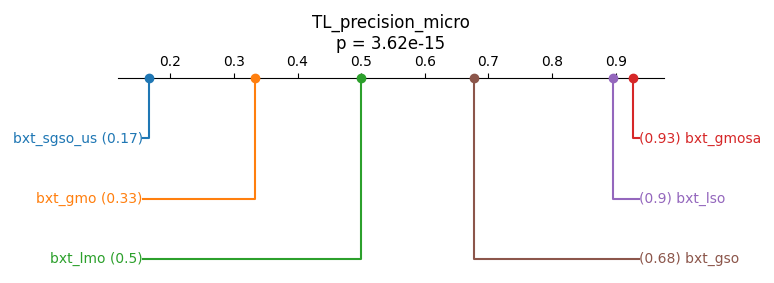 TL_precision_micro
p = 3.62e-15
0.2 0.3 0.4 0.5 0.6 0.7 0.8 0.9
bxt_sgso_us (0.17) (0.93) bxt_gmosa
bxt_gmo (0.33) (0.9) bxt_lso
bxt_lmo (0.5) (0.68) bxt_gso